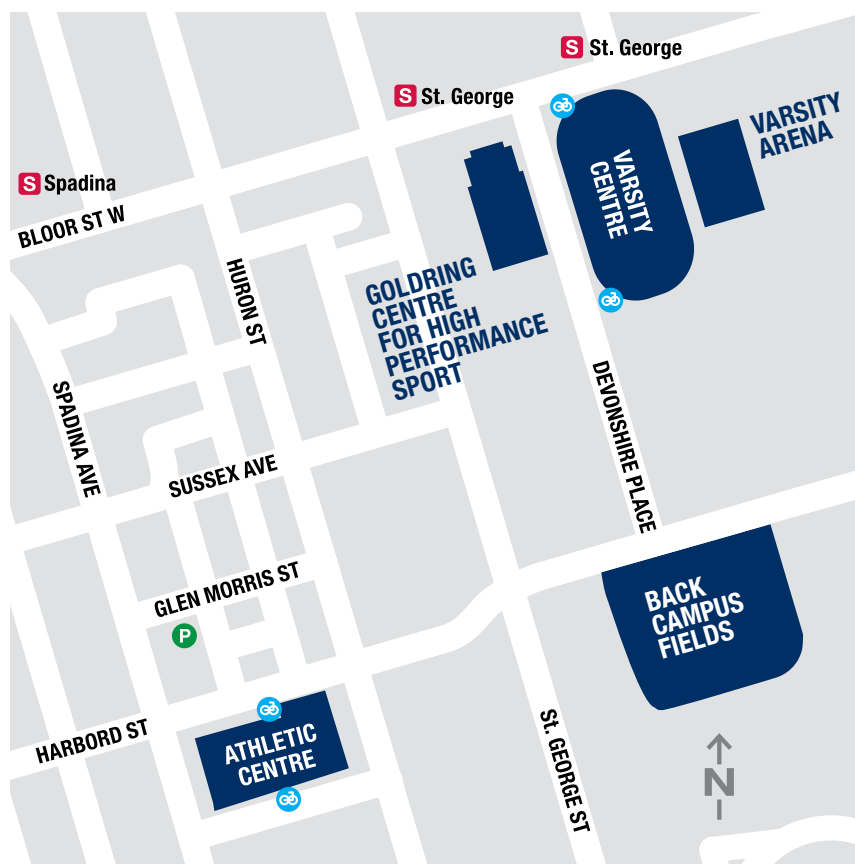 S St. George
S St. George
S Spadina
BLOOR ST W
VARSITY
ARENA
VARSITY
CENTRE
HURON ST
GOLDRING
CENTRE
FOR HIGH
PERFORMANCE
SPORT
SPADINA AVE
DEVONSHIRE PLACE
SUSSEX AVE
GLEN MORRIS ST
P
BACK
CAMPUS
FIELDS
HARBORD ST
ATHLETIC
CENTRE
St. GEORGE ST
N